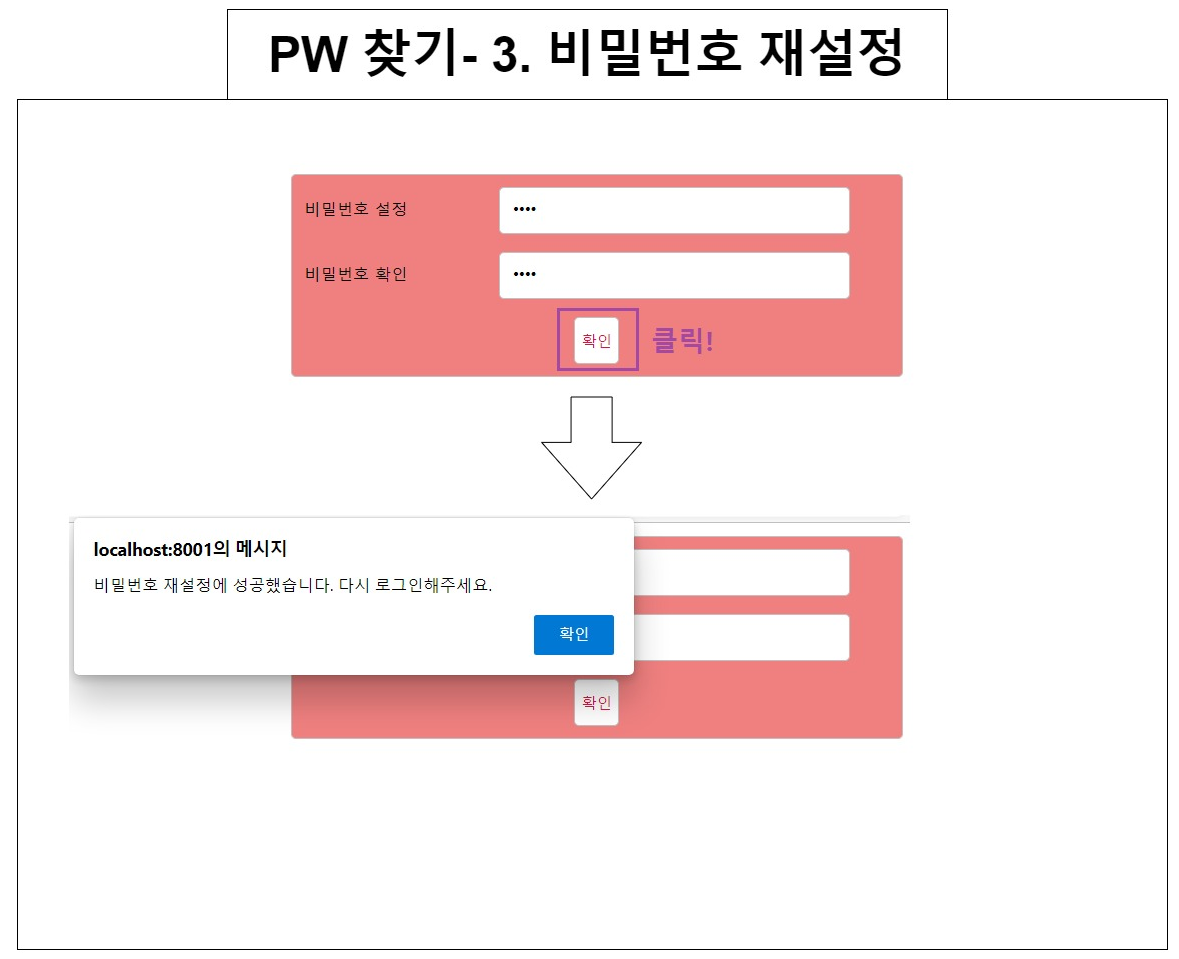 PW 찾기- 3. 비밀번호 재설정
비밀번호 설정 ••••
비밀번호 확인 ••••
확인 클릭!
localhost:8001의 메시지
비밀번호 재설정에 성공했습니다. 다시 로그인해주세요.
확인
확인